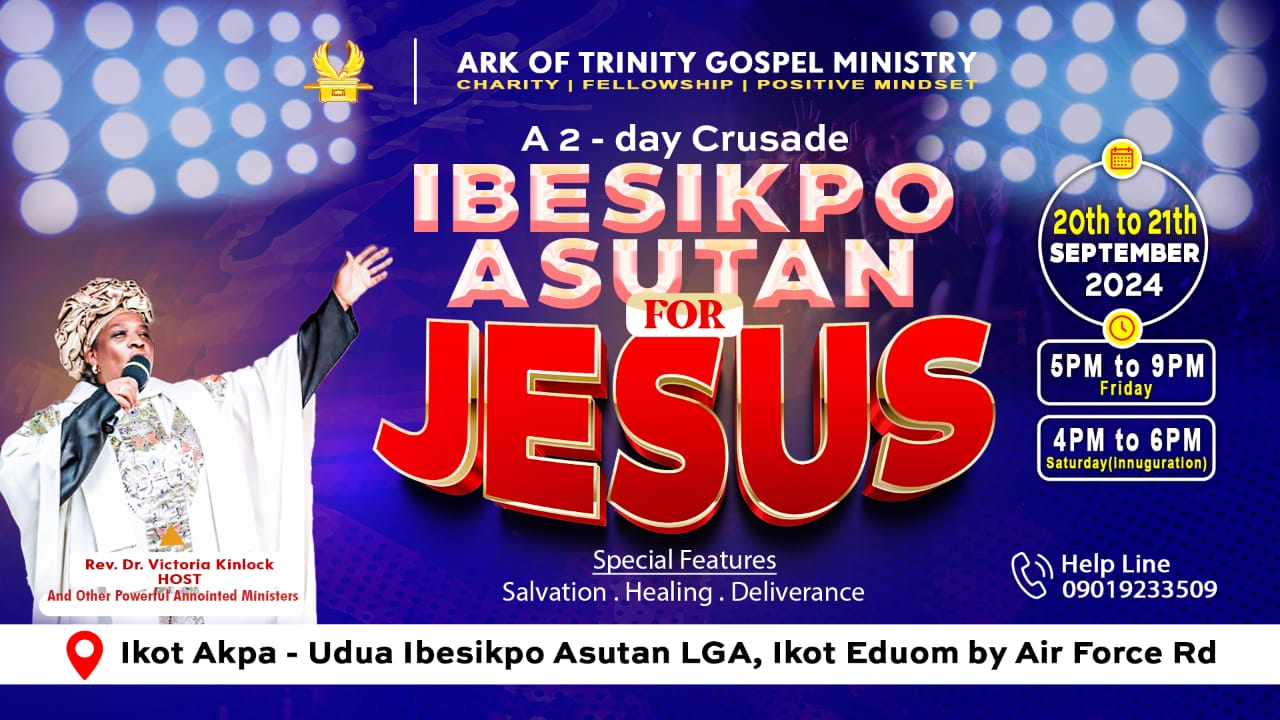 ARK OF TRINITY GOSPEL MINISTRY
CHARITY | FELLOWSHIP | POSITIVE MINDSET
A 2 - day Crusade
IBESIKPO
ASUTAN
FOR
JESUS
20th to 21th
SEPTEMBER
2024
5PM to 9PM
Friday
4PM to 6PM
Saturday(innuguration)
Rev. Dr. Victoria Kinlock
HOST
And Other Powerful Annointed Ministers
Special Features
Salvation . Healing . Deliverance
Help Line
09019233509
Ikot Akpa - Udua Ibesikpo Asutan LGA, Ikot Eduom by Air Force Rd